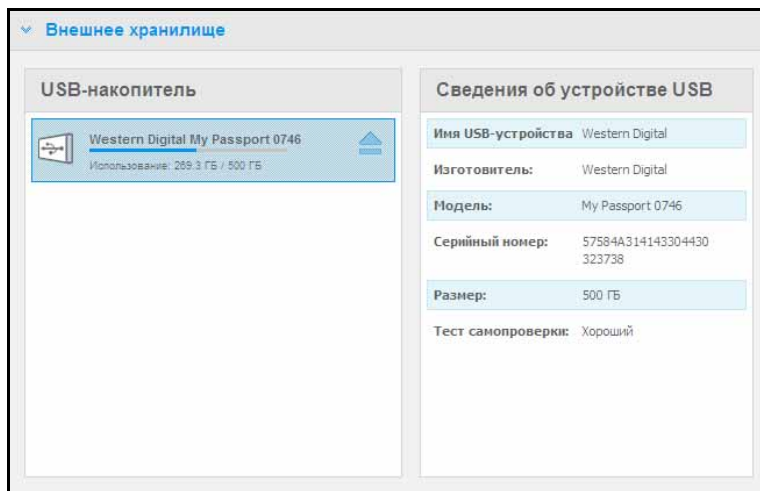 Внешнее хранилище
USB-накопитель
Western Digital My Passport 0746
Использование: 269.3 ГБ / 500 ГБ
Сведения об устройстве USB
Имя USB-устройства Western Digital
Изготовитель: Western Digital
Модель: My Passport 0746
Серийный номер: 57584A314143304430
323738
Размер: 500 ГБ
Тест самопроверки: Хороший